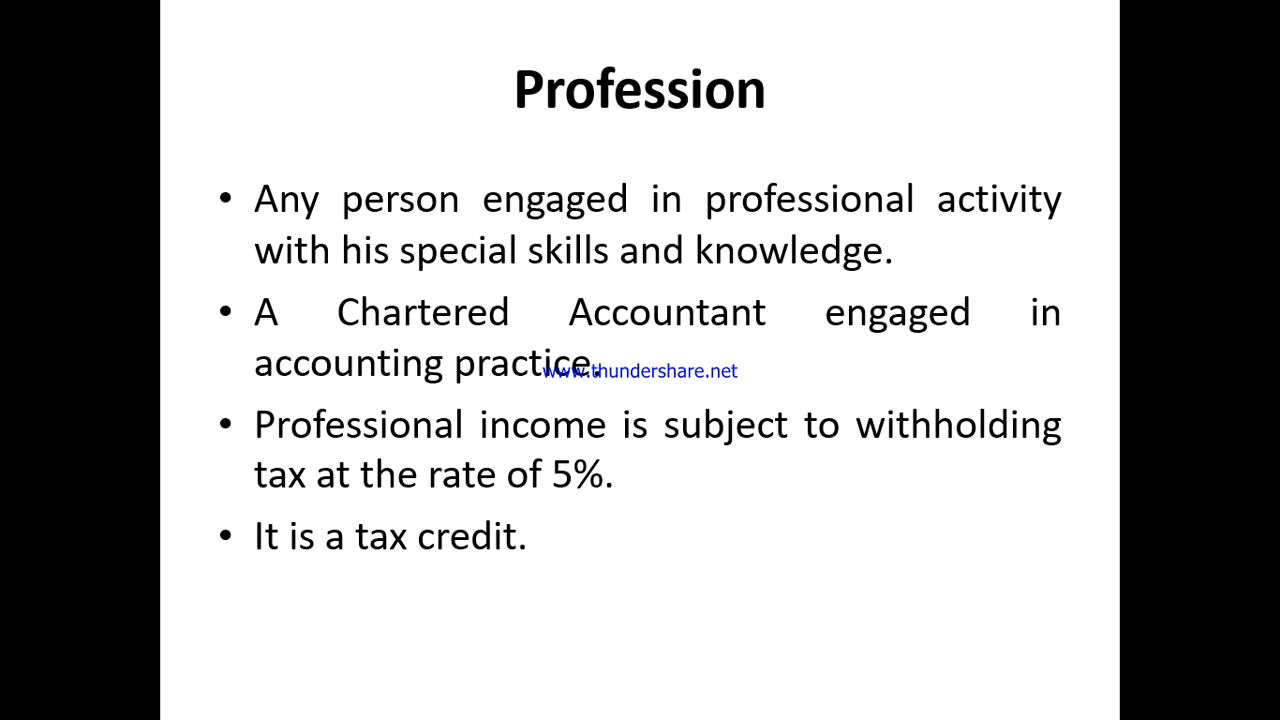 Profession
• Any person engaged in professional activity
with his special skills and knowledge.
• A Chartered Accountant engaged in
accounting practice.
www.thundershare.net
• Professional income is subject to withholding
tax at the rate of 5%.
• It is a tax credit.